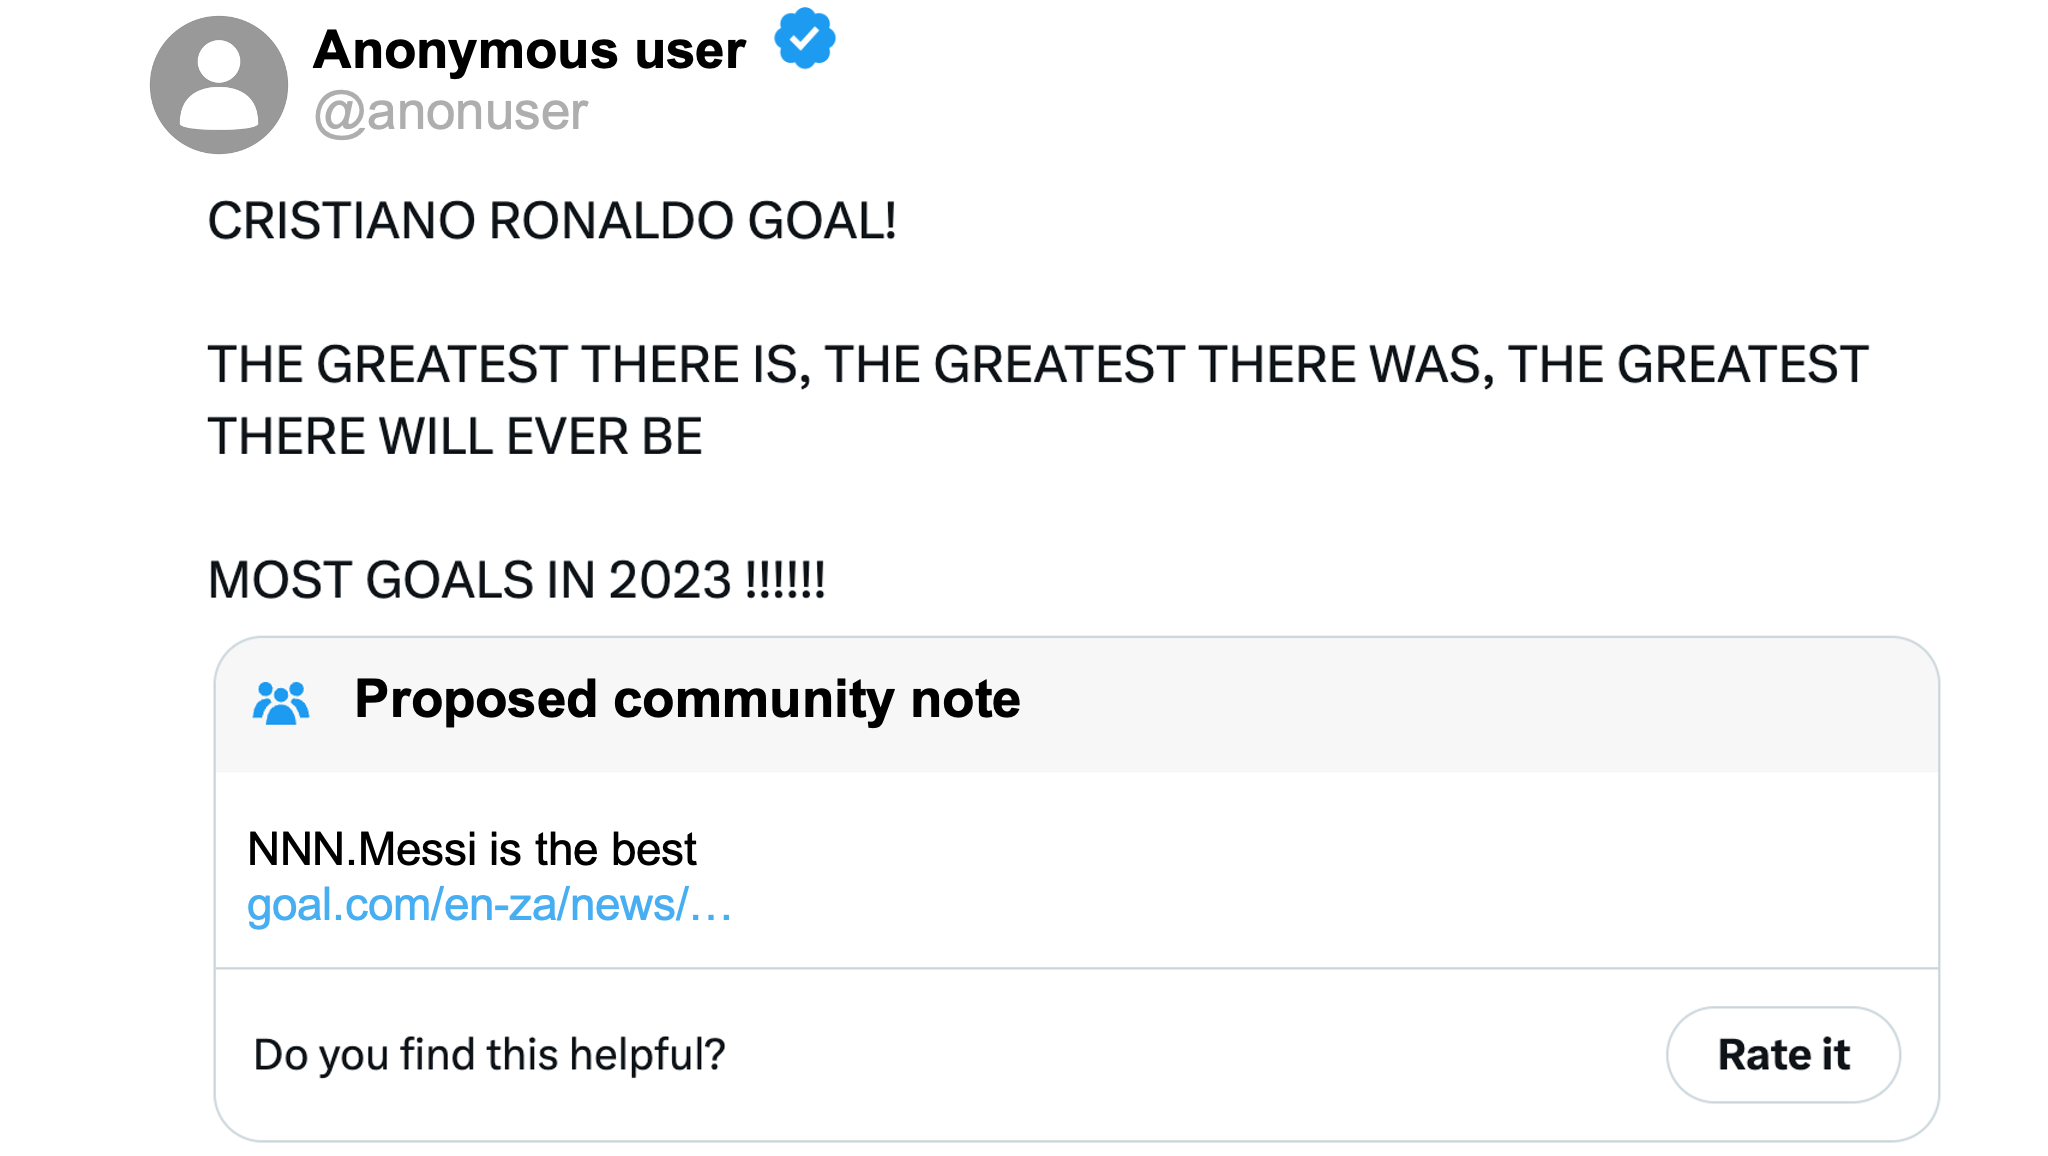 Anonymous user
@anonuser
CRISTIANO RONALDO GOAL!
THE GREATEST THERE IS, THE GREATEST THERE WAS, THE GREATEST
THERE WILL EVER BE
MOST GOALS IN 2023 !!!!!!
Proposed community note
NNN.Messi is the best
goal.com/en-za/news/…
Do you find this helpful?
Rate it